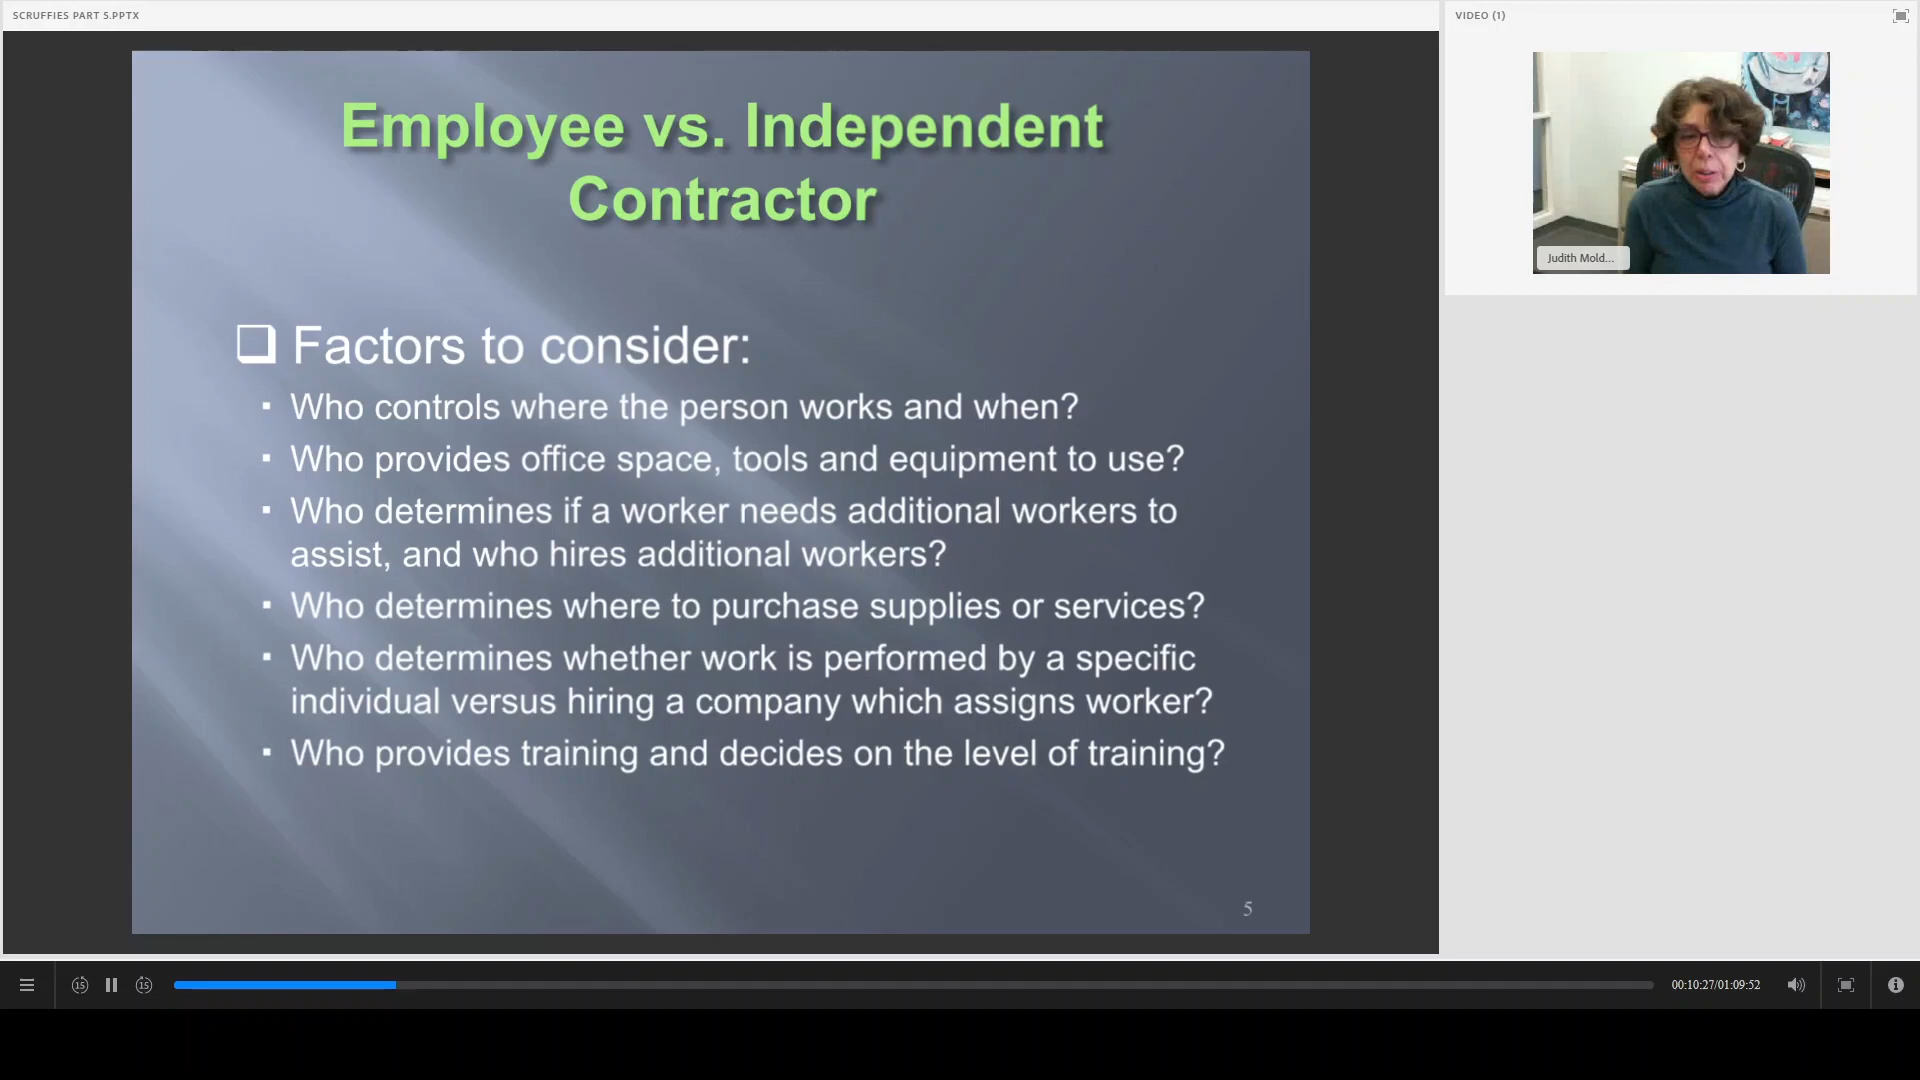 SCRUFFIES PART 5.PPTX
VIDEO (1)
Employee vs. Independent
Contractor
Factors to consider:
Who controls where the person works and when?
Who provides office space, tools and equipment to use?
Who determines if a worker needs additional workers to
assist, and who hires additional workers?
Who determines where to purchase supplies or services?
Who determines whether work is performed by a specific
individual versus hiring a company which assigns worker?
Who provides training and decides on the level of training?
5
Judith Mold...
15
15
00:10:27/01:09:52